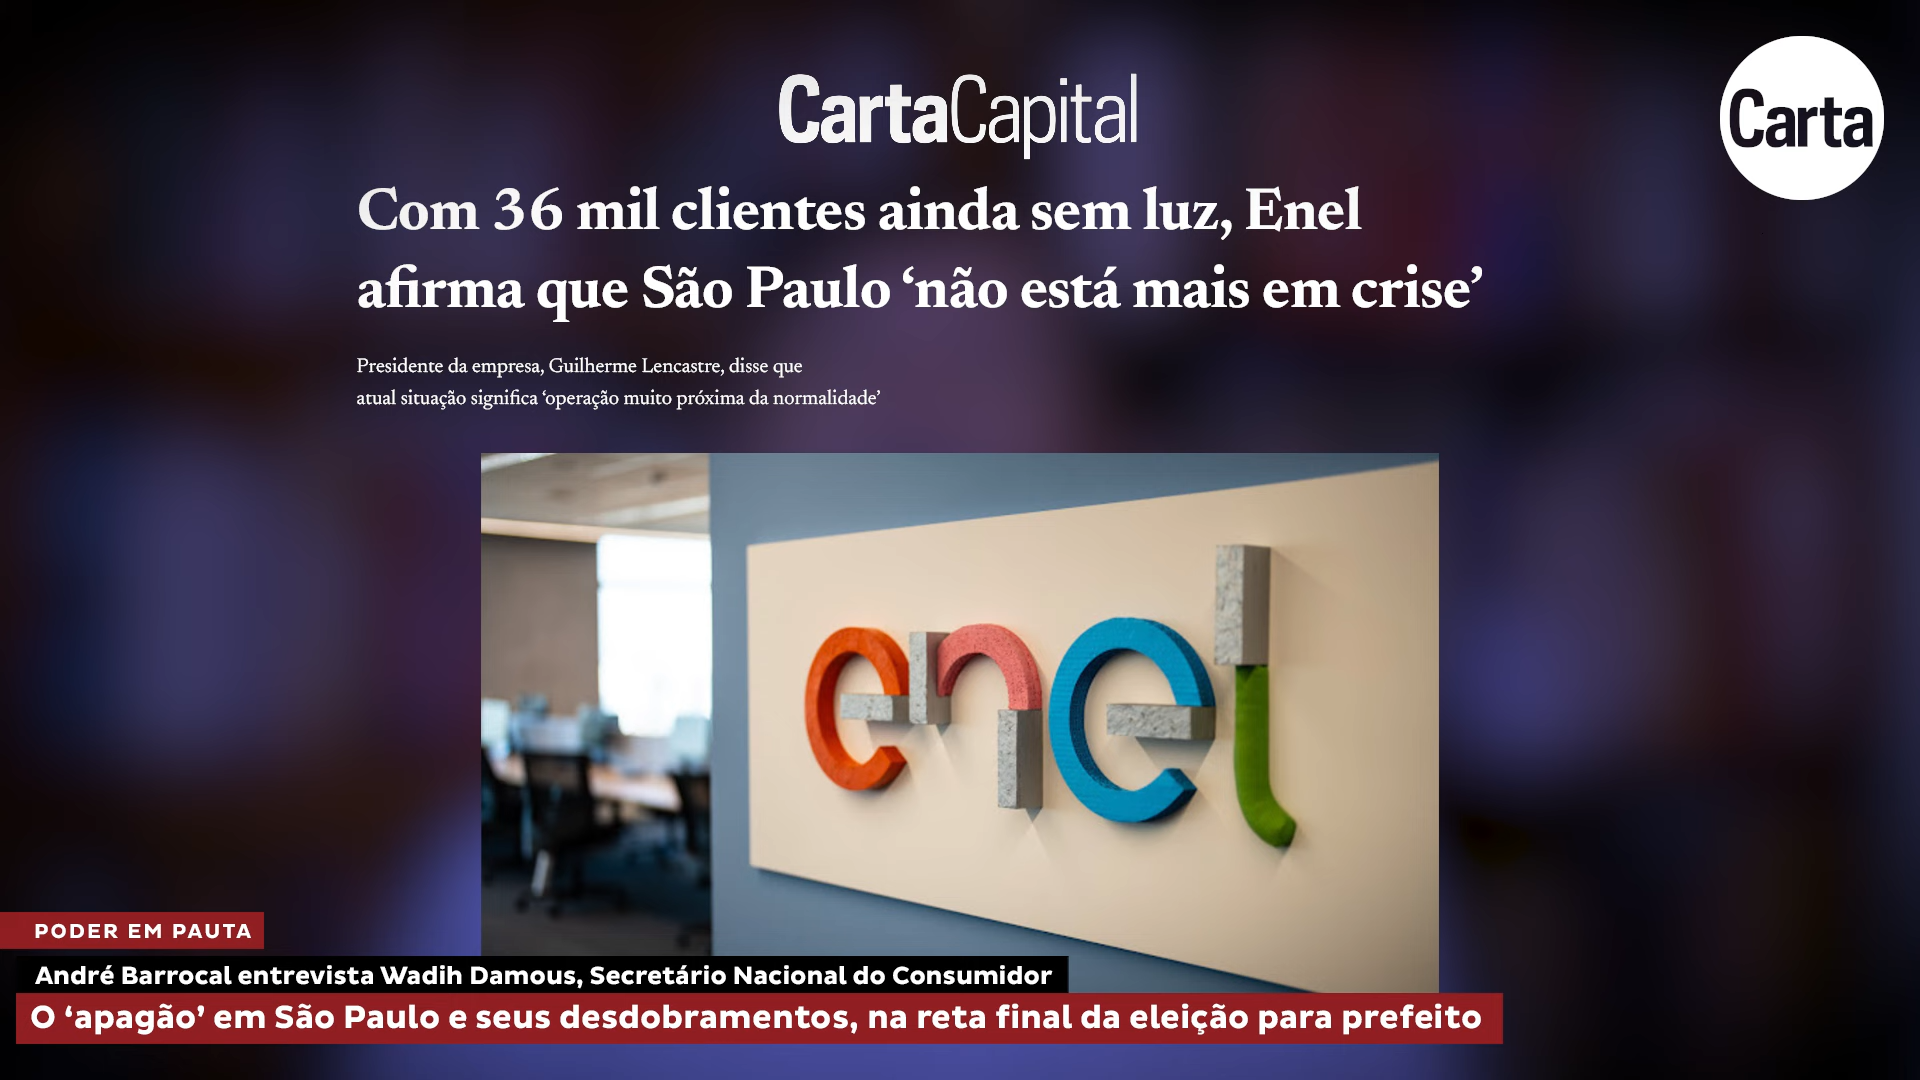 CartaCapital
Carta
Com 36 mil clientes ainda sem luz, Enel
afirma que São Paulo ‘não está mais em crise’
Presidente da empresa, Guilherme Lencastre, disse que
atual situação significa ‘operação muito próxima da normalidade’
enel
PODER EM PAUTA
André Barrocal entrevista Wadih Damous, Secretário Nacional do Consumidor
O ‘apagão’ em São Paulo e seus desdobramentos, na reta final da eleição para prefeito